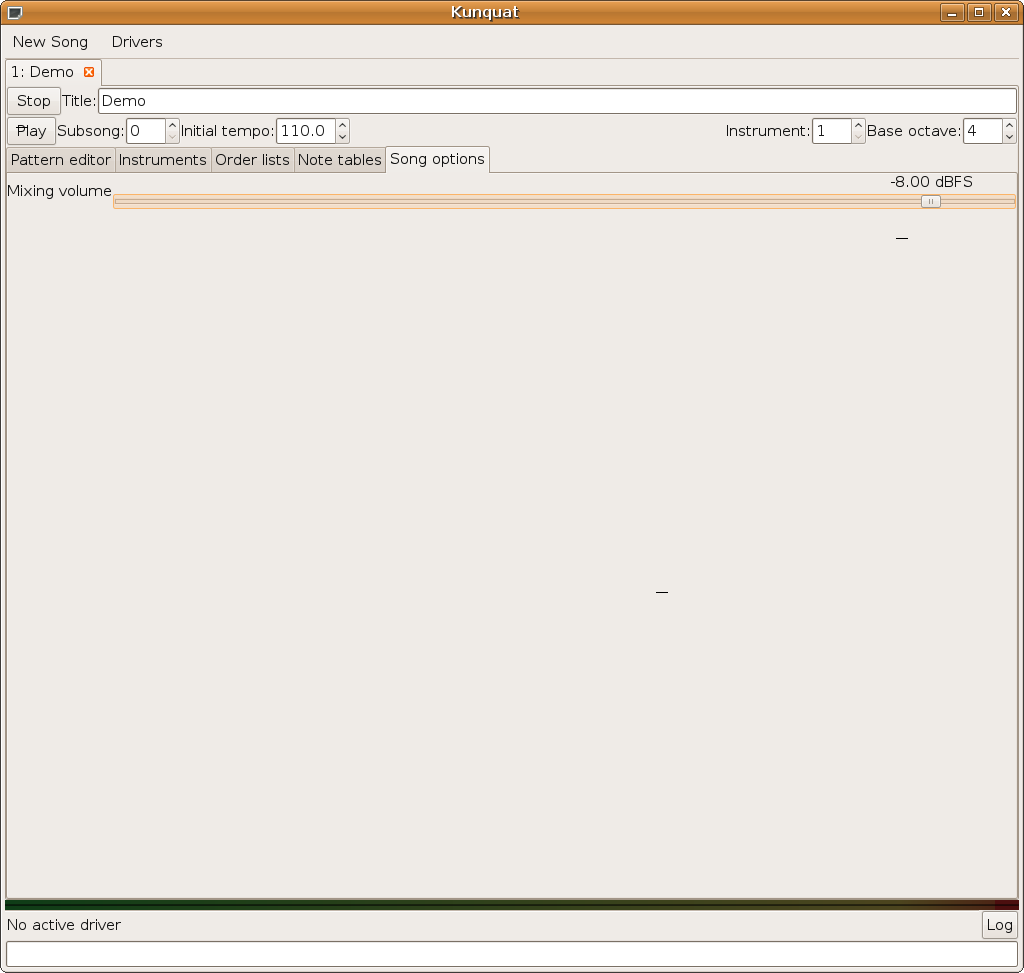 Kunquat
New Song Drivers
1: Demo
Stop Title: Demo
Play Subsong: 0 Initial tempo: 110.0 Instrument: 1 Base octave: 4
Pattern editor Instruments Order lists Note tables Song options
-8.00 dBFS
Mixing volume
No active driver Log